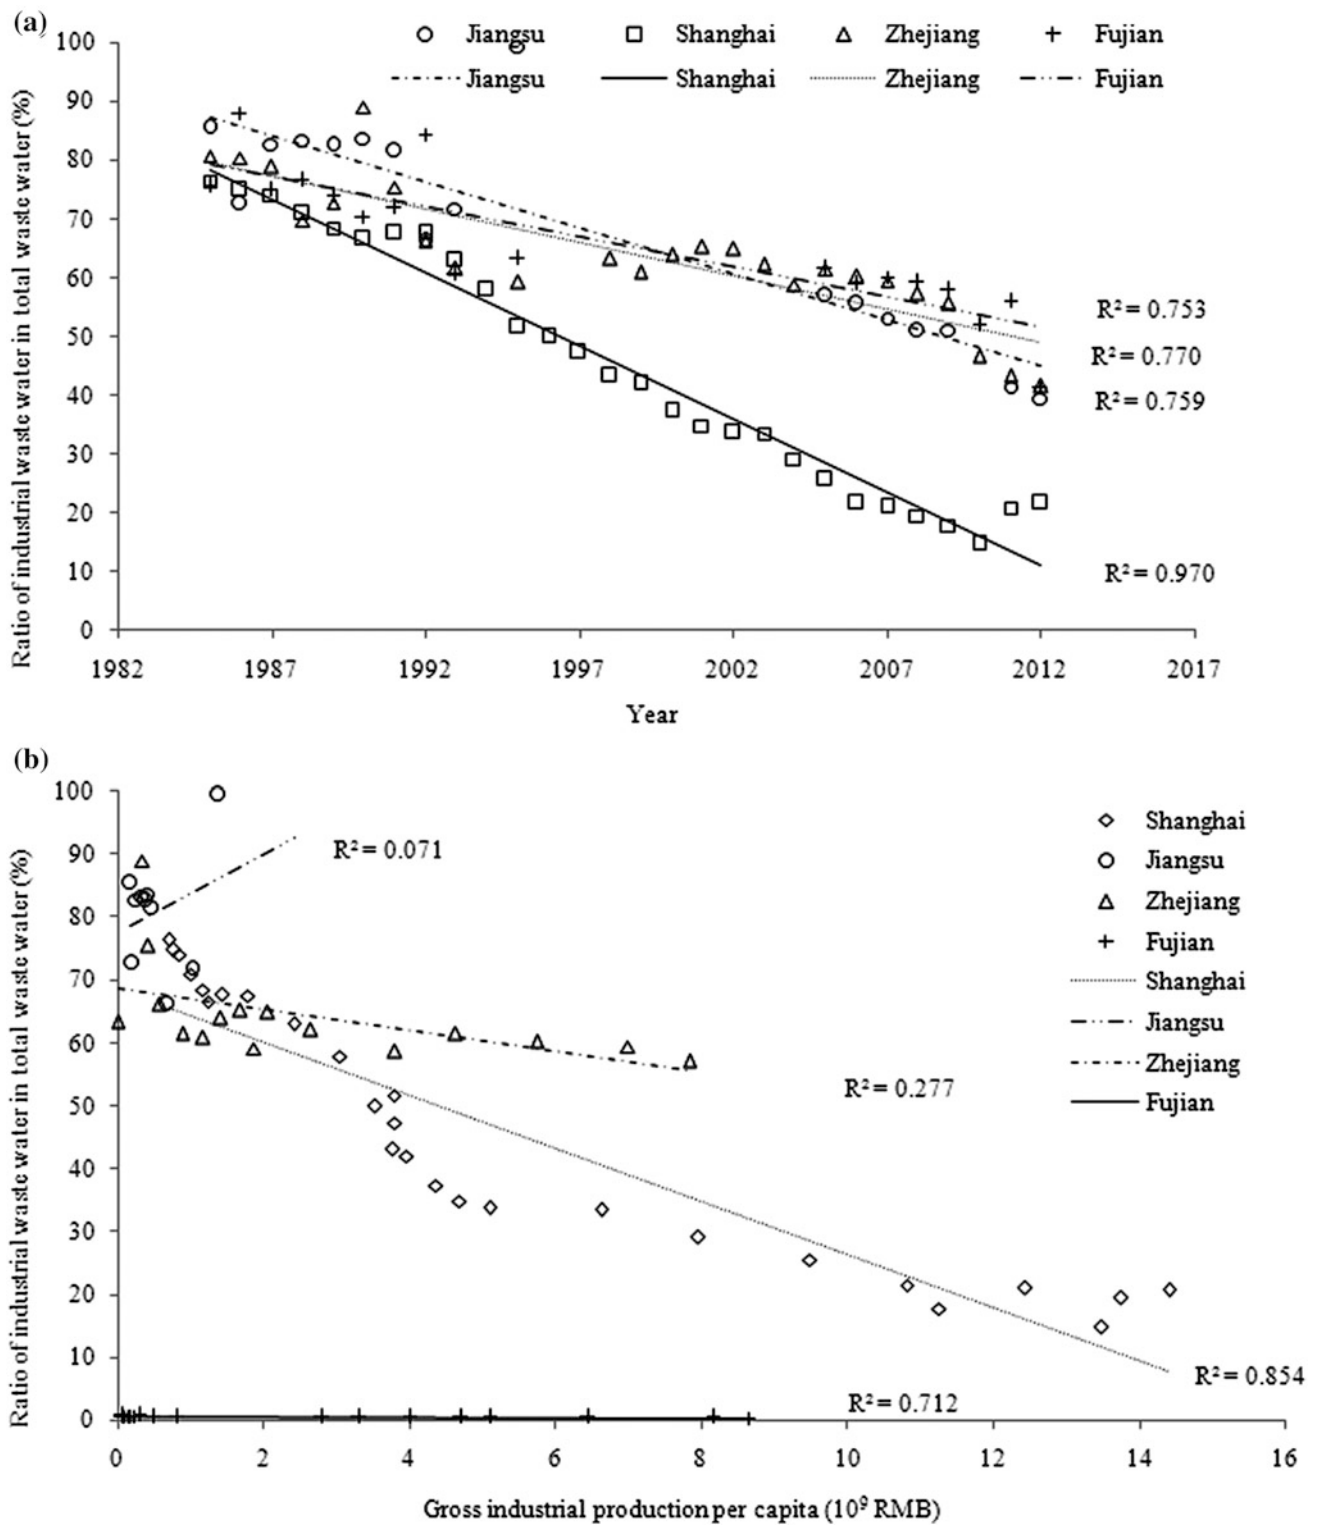 (a)
Jiangsu Shanghai Zhejiang Fujian
Jiangsu Shanghai Zhejiang Fujian
Ratio of industrial waste water in total waste water (%)
100
90
80
70
60
50
40
30
20
10
0
R² = 0.753
R² = 0.770
R² = 0.759
R² = 0.970
1982 1987 1992 1997 2002 2007 2012 2017
Year
(b)
Ratio of industrial waste water in total waste water (%)
100
90
80
70
60
50
40
30
20
10
0
R² = 0.071
Shanghai
Jiangsu
Zhejiang
Fujian
Shanghai
Jiangsu
Zhejiang
Fujian
R² = 0.277
R² = 0.854
R² = 0.712
0 2 4 6 8 10 12 14 16
Gross industrial production per capita (10⁹ RMB)